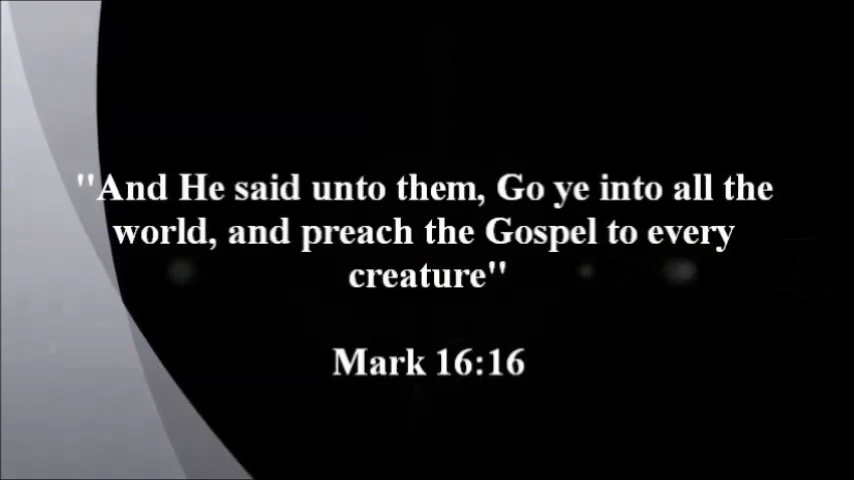 "And He said unto them, Go ye into all the
world, and preach the Gospel to every
creature"
Mark 16:16